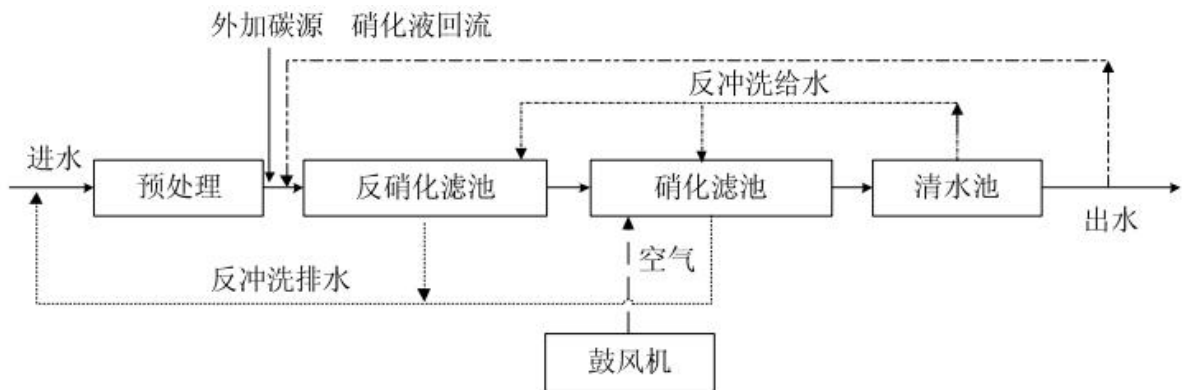 外加碳源 硝化液回流
反冲洗给水
进水
预处理
反硝化滤池
硝化滤池
清水池
出水
空气
反冲洗排水
鼓风机